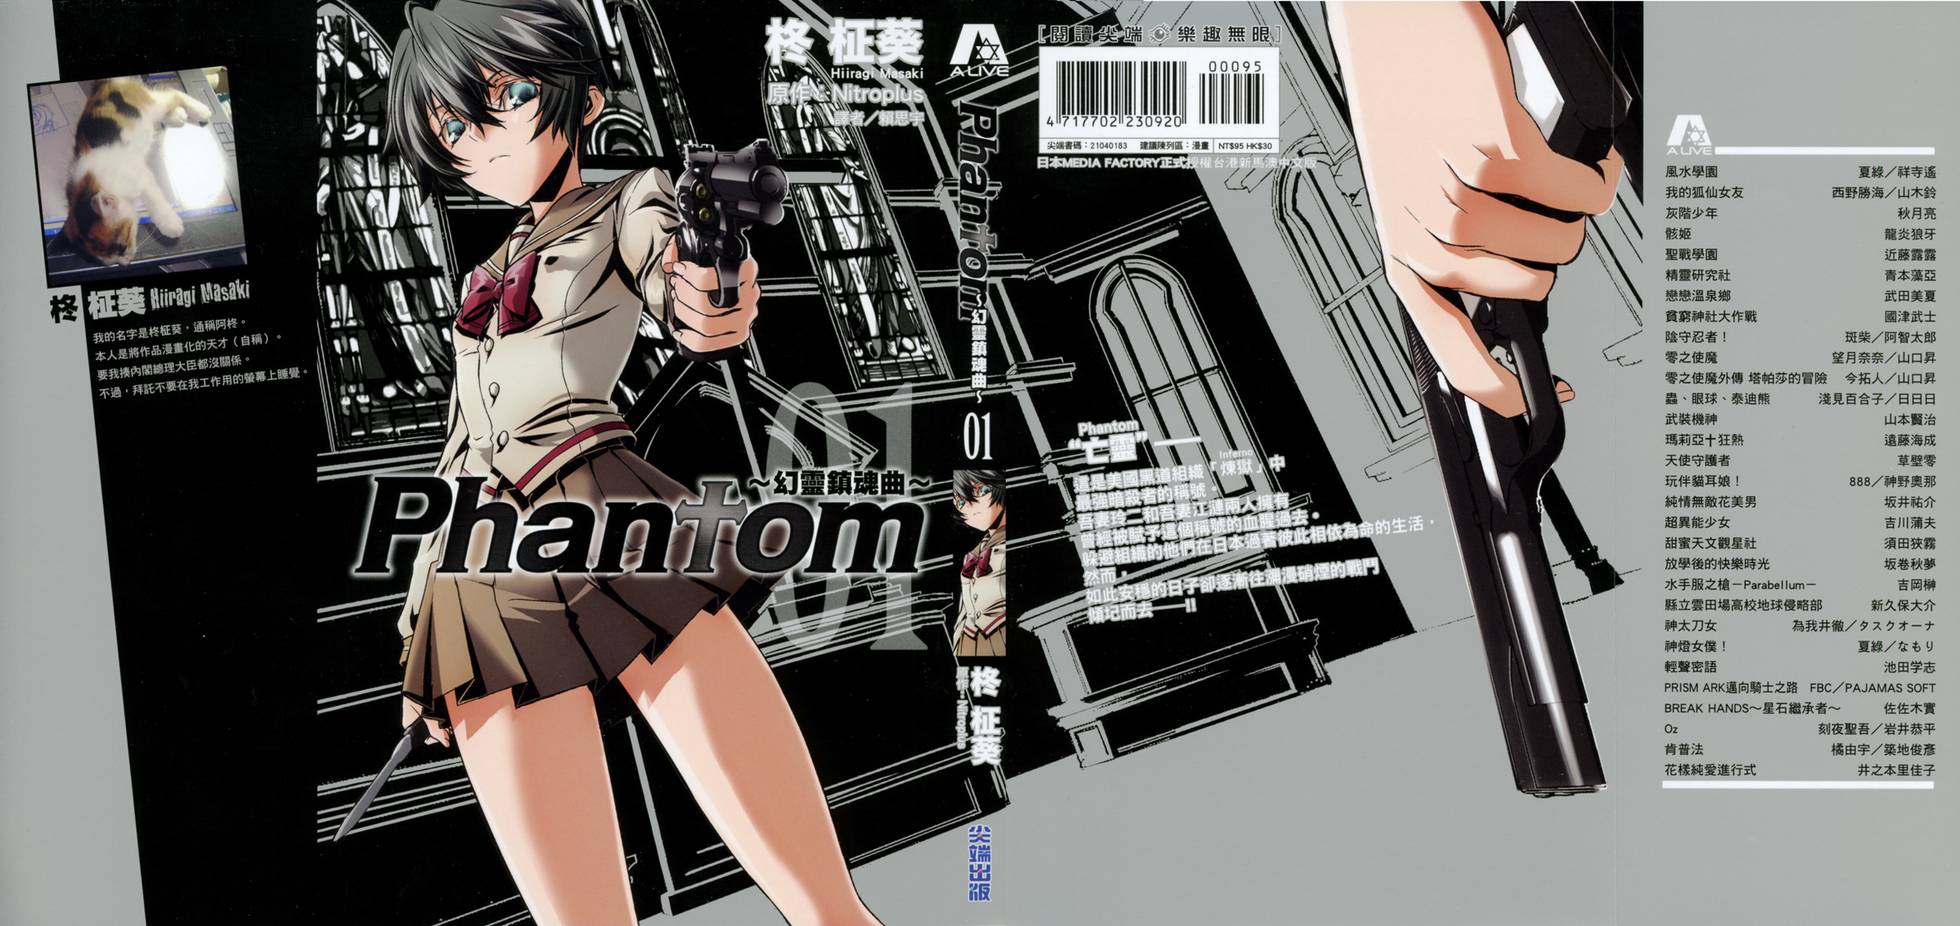 柊 柾葵 Hiiragi Masaki
我的名字是柊柾葵，通稱阿柊。
本人是將作品漫畫化的天才（自稱）。
要我揍內閣總理大臣都沒關係。
不過，拜託不要在我工作用的螢幕上睡覺。
柊 柾葵
Hiiragi Masaki
原作：Nitroplus
譯者／賴思宇
01
～幻靈鎮魂曲～
Phantom
A LIVE
Phantom
幻靈鎮魂曲～
01
柊 柾葵
原作：Nitroplus
尖端出版
[閱讀尖端 樂趣無限]
00095
4 717702 230920
尖端書碼：21040183 建議陳列區：漫畫 NT$95 HK$30
日本MEDIA FACTORY正式授權台港新馬澳中文版
Phantom
“亡靈”——
Inferno
這是美國黑道組織「煉獄」中
最強暗殺者的稱號。
吾妻玲二和吾妻江漣兩人擁有
曾經被賦予這個稱號的血腥過去。
躲避組織的他們在日本過著彼此相依為命的生活，
然而，
如此安穩的日子卻逐漸往瀰漫硝煙的戰鬥
傾圮而去——!!
A LIVE
風水學園 夏綠／祥寺遙
我的狐仙女友 西野勝海／山木鈴
灰階少年 秋月亮
骸姬 龍炎狼牙
聖戰學園 近藤露露
精靈研究社 青本藻亞
戀戀溫泉鄉 武田美夏
貧窮神社大作戰 國津武士
陰守忍者！ 斑柴／阿智太郎
零之使魔 望月奈奈／山口昇
零之使魔外傳 塔帕莎的冒險 今拓人／山口昇
蟲、眼球、泰迪熊 淺見百合子／日日日
武裝機神 山本賢治
瑪莉亞十狂熱 遠藤海成
天使守護者 草壁零
玩伴貓耳娘！ 888／神野奧那
純情無敵花美男 坂井祐介
超異能少女 吉川蒲夫
甜蜜天文觀星社 須田狹霧
放學後的快樂時光 坂卷秋夢
水手服之槍－Parabellum－ 吉岡榊
縣立雲田場高校地球侵略部 新久保大介
神太刀女 為我井徹／タスクオーナ
神燈女僕！ 夏綠／なもり
輕聲密語 池田学志
PRISM ARK邁向騎士之路 FBC／PAJAMAS SOFT
BREAK HANDS～星石繼承者～ 佐佐木實
Oz 刻夜聖吾／岩井恭平
肯普法 橘由宇／築地俊彥
花樣純愛進行式 井之本里佳子